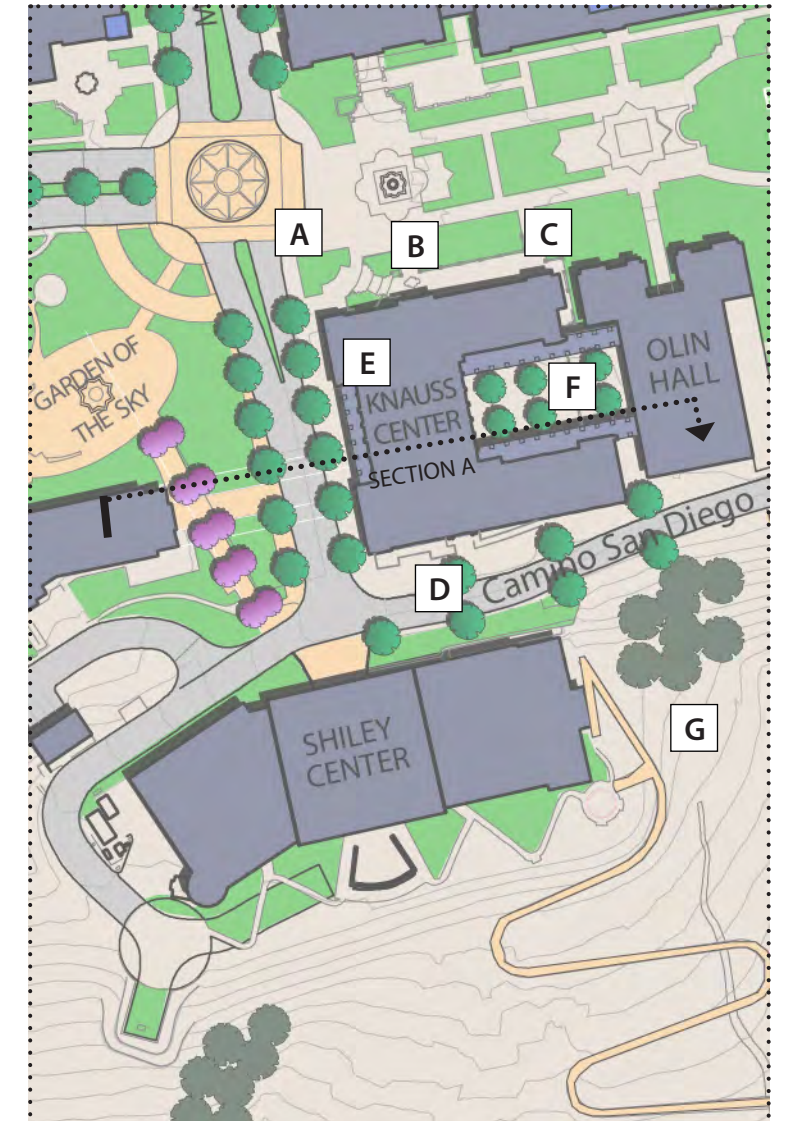 A
B
C
E
F
GARDEN OF
THE SKY
KNAUSS
CENTER
OLIN
HALL
SECTION A
D
Camino San Diego
G
SHILEY
CENTER